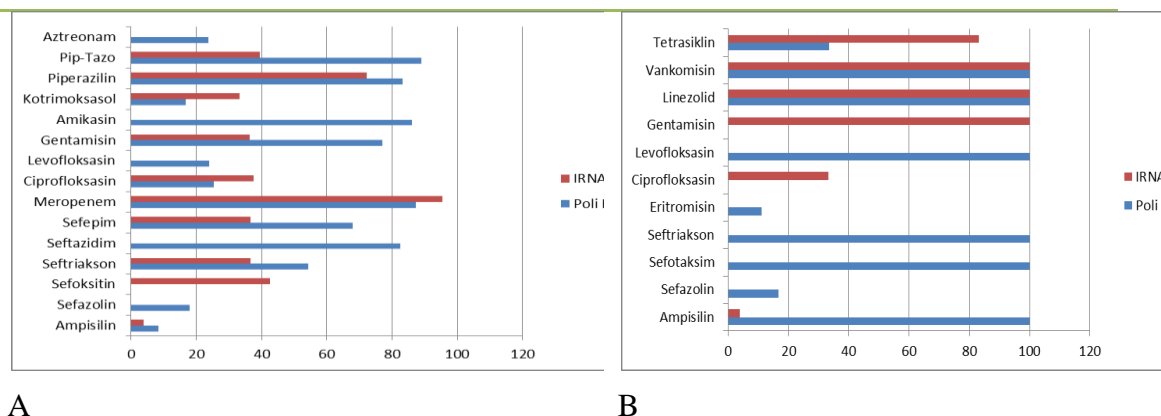 Aztreonam
Pip-Tazo
Piperazilin
Kotrimoksasol
Amikasin
Gentamisin
Levofloksasin
Ciprofloksasin
Meropenem
Sefepim
Seftazidim
Seftriakson
Sefoksitin
Sefazolin
Ampisilin
0 20 40 60 80 100 120
IRNA
Poli I
A
Tetrasiklin
Vankomisin
Linezolid
Gentamisin
Levofloksasin
Ciprofloksasin
Eritromisin
Seftriakson
Sefotaksim
Sefazolin
Ampisilin
0 20 40 60 80 100 120
IRNA
Poli
B